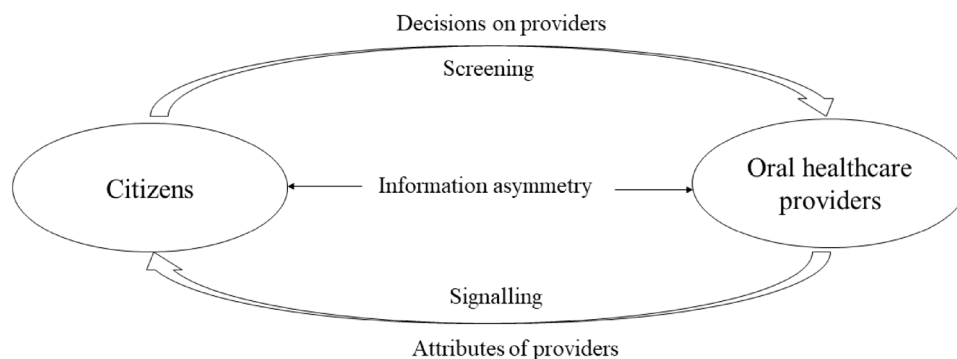 Decisions on providers
Screening
Citizens
Information asymmetry
Oral healthcare
providers
Signalling
Attributes of providers